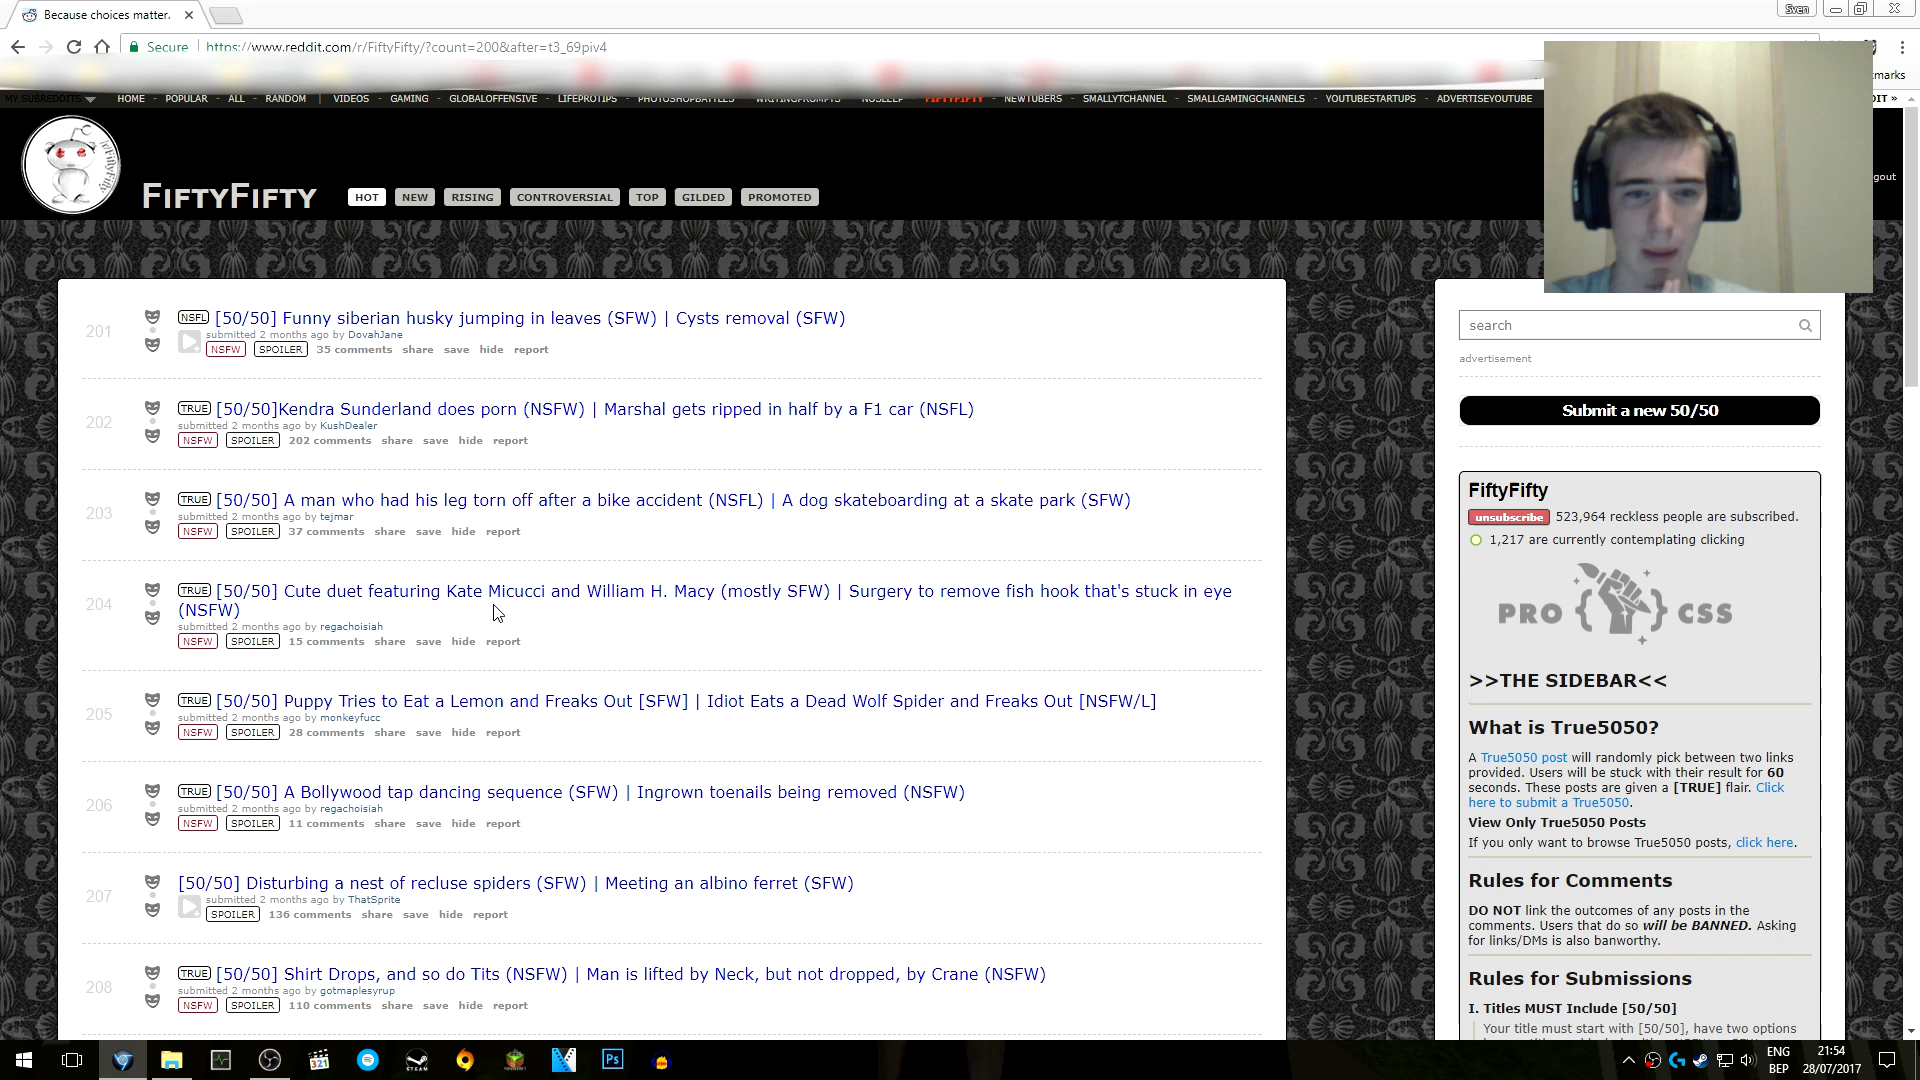 Because choices matter.
Sven
Secure
https://www.reddit.com/r/FiftyFifty/?count=200&after=t3_69piv4
MY SUBREDDITS
HOME - POPULAR - ALL - RANDOM | VIDEOS - GAMING - GLOBALOFFENSIVE - LIFEPROTIPS - PHOTOSHOPBATTLES - WRITINGPROMPTS - NOSLEEP - FIFTYFIFTY - NEWTUBERS - SMALLYTCHANNEL - SMALLGAMINGCHANNELS - YOUTUBESTARTUPS - ADVERTISEYOUTUBE
FIFTYFIFTY
HOT NEW RISING CONTROVERSIAL TOP GILDED PROMOTED
201
NSFL [50/50] Funny siberian husky jumping in leaves (SFW) | Cysts removal (SFW)
submitted 2 months ago by DovahJane
NSFW SPOILER 35 comments share save hide report
202
TRUE [50/50]Kendra Sunderland does porn (NSFW) | Marshal gets ripped in half by a F1 car (NSFL)
submitted 2 months ago by KushDealer
NSFW SPOILER 202 comments share save hide report
203
TRUE [50/50] A man who had his leg torn off after a bike accident (NSFL) | A dog skateboarding at a skate park (SFW)
submitted 2 months ago by tejmar
NSFW SPOILER 37 comments share save hide report
204
TRUE [50/50] Cute duet featuring Kate Micucci and William H. Macy (mostly SFW) | Surgery to remove fish hook that's stuck in eye
(NSFW)
submitted 2 months ago by regachoisiah
NSFW SPOILER 15 comments share save hide report
205
TRUE [50/50] Puppy Tries to Eat a Lemon and Freaks Out [SFW] | Idiot Eats a Dead Wolf Spider and Freaks Out [NSFW/L]
submitted 2 months ago by monkeyfucc
NSFW SPOILER 28 comments share save hide report
206
TRUE [50/50] A Bollywood tap dancing sequence (SFW) | Ingrown toenails being removed (NSFW)
submitted 2 months ago by regachoisiah
NSFW SPOILER 11 comments share save hide report
207
[50/50] Disturbing a nest of recluse spiders (SFW) | Meeting an albino ferret (SFW)
submitted 2 months ago by ThatSprite
SPOILER 136 comments share save hide report
208
TRUE [50/50] Shirt Drops, and so do Tits (NSFW) | Man is lifted by Neck, but not dropped, by Crane (NSFW)
submitted 2 months ago by gotmaplesyrup
NSFW SPOILER 110 comments share save hide report
search
advertisement
Submit a new 50/50
FiftyFifty
unsubscribe 523,964 reckless people are subscribed.
1,217 are currently contemplating clicking
PRO { } CSS
>>THE SIDEBAR<<
What is True5050?
A True5050 post will randomly pick between two links
provided. Users will be stuck with their result for 60
seconds. These posts are given a [TRUE] flair. Click
here to submit a True5050.
View Only True5050 Posts
If you only want to browse True5050 posts, click here.
Rules for Comments
DO NOT link the outcomes of any posts in the
comments. Users that do so will be BANNED. Asking
for links/DMs is also banworthy.
Rules for Submissions
I. Titles MUST Include [50/50]
Your title must start with [50/50], have two options
321
STEAM
Ps
ENG
BEP
21:54
28/07/2017